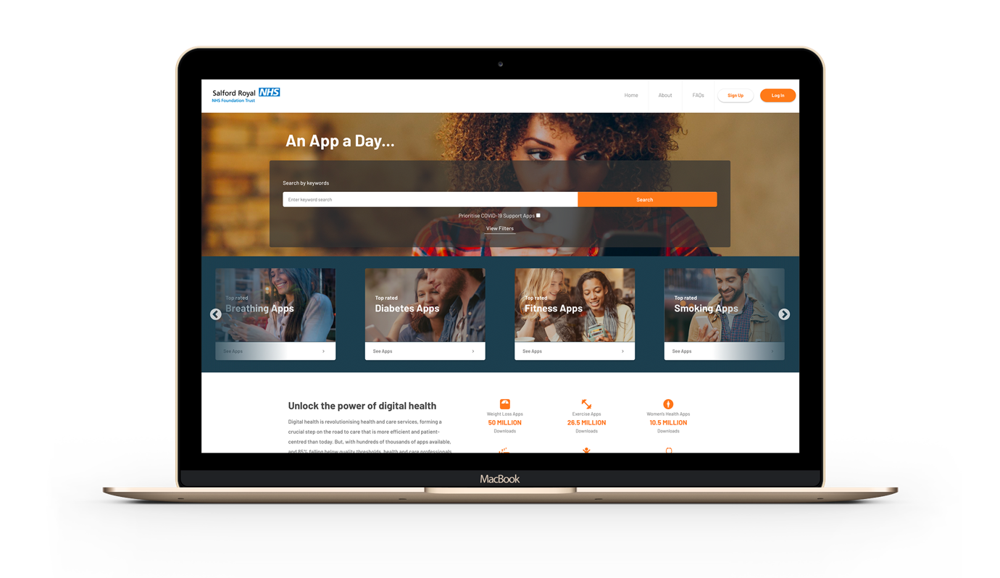 Salford Royal NHS
NHS Foundation Trust
Home
About
FAQs
Sign Up
Log In
An App a Day...
Search by keywords
Enter keyword search
Search
Prioritise COVID-19 Support Apps
View Filters
Top rated
Breathing Apps
See Apps
Top rated
Diabetes Apps
See Apps
Top rated
Fitness Apps
See Apps
Top rated
Smoking Apps
See Apps
Unlock the power of digital health
Digital health is revolutionising health and care services, forming a
crucial step on the road to care that is more efficient and patient-
centred than today. But, with hundreds of thousands of apps available,
and 85% falling below quality thresholds, health and care professionals
Weight Loss Apps
50 MILLION
Downloads
Exercise Apps
26.5 MILLION
Downloads
Women's Health Apps
10.5 MILLION
Downloads
MacBook